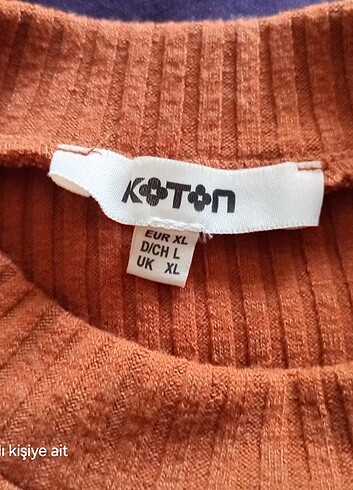 KOTON
EUR XL
D/CH L
UK XL
kişiye ait